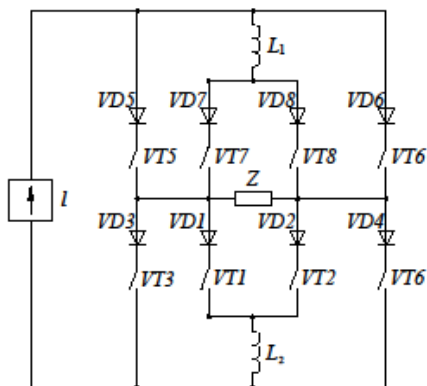 L₁
VD5 VD7 VD8 VD6
VT5 VT7 VT8 VT6
I Z
VD3 VD1 VD2 VD4
VT3 VT1 VT2 VT6
L₂